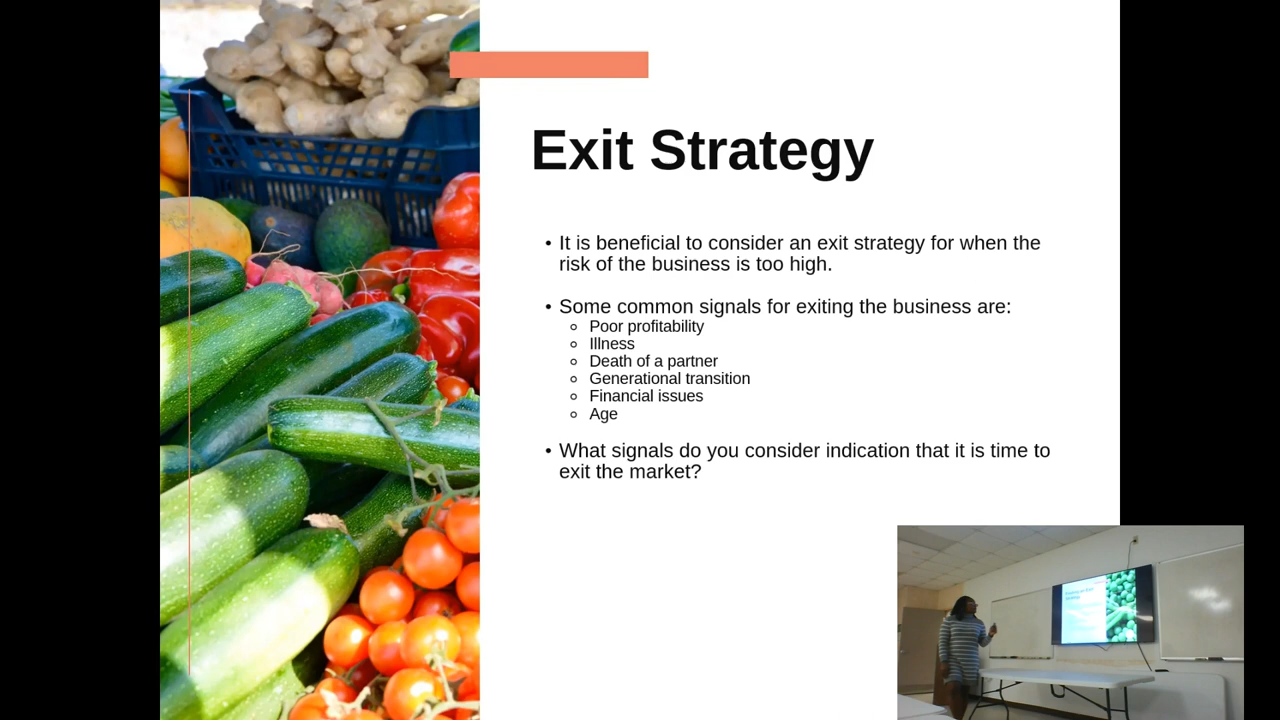 Exit Strategy
• It is beneficial to consider an exit strategy for when the
risk of the business is too high.
• Some common signals for exiting the business are:
○ Poor profitability
○ Illness
○ Death of a partner
○ Generational transition
○ Financial issues
○ Age
• What signals do you consider indication that it is time to
exit the market?